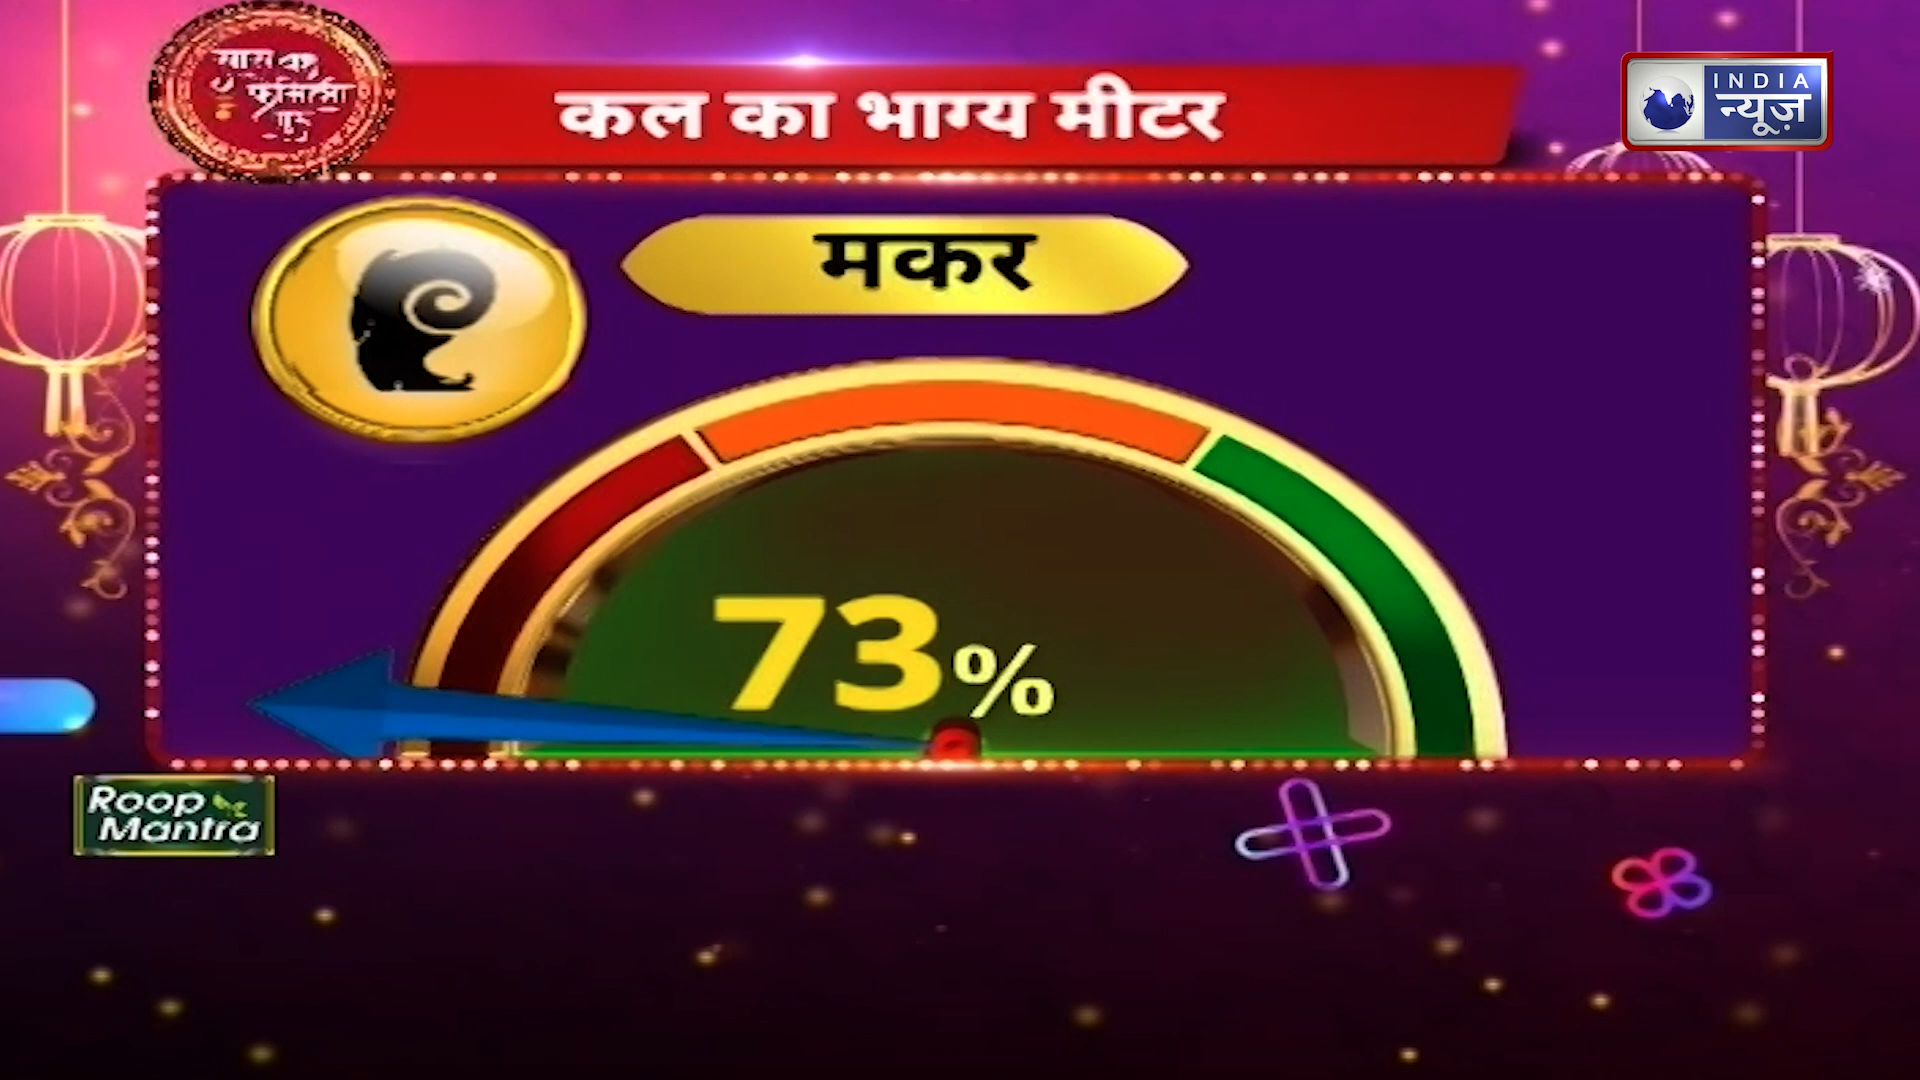 कल का भाग्य मीटर
INDIA
न्यूज़
मकर
73%
Roop
Mantra